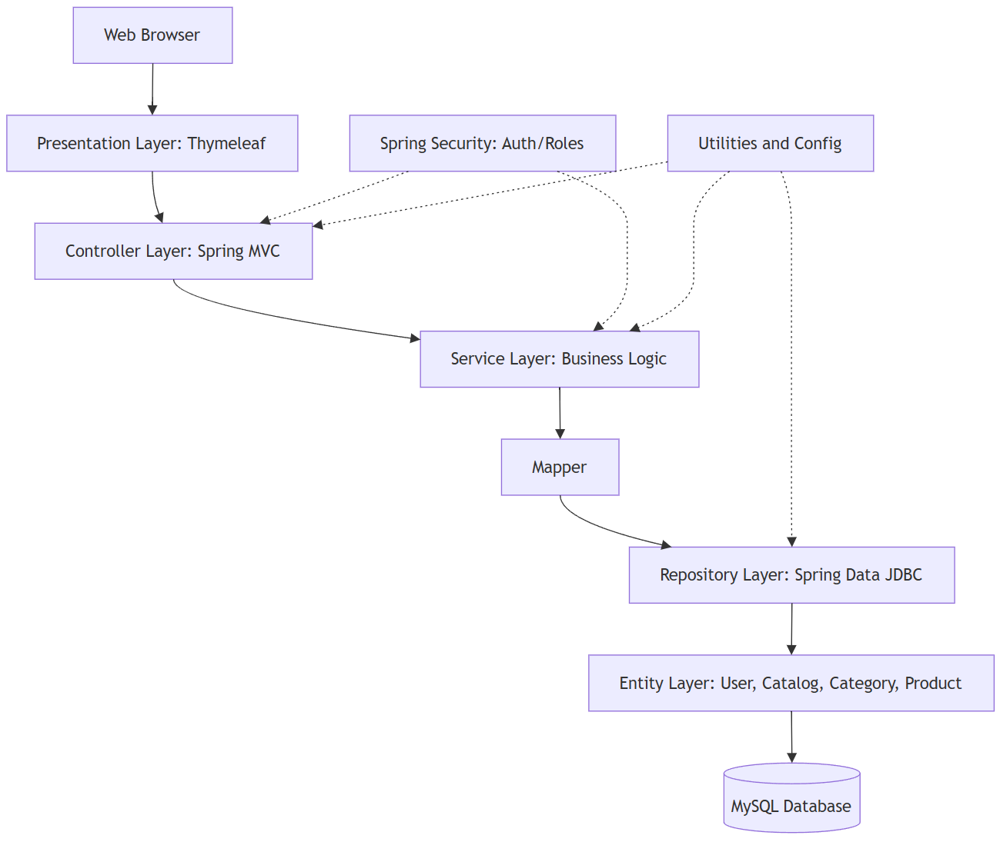 Web Browser
Presentation Layer: Thymeleaf
Spring Security: Auth/Roles
Utilities and Config
Controller Layer: Spring MVC
Service Layer: Business Logic
Mapper
Repository Layer: Spring Data JDBC
Entity Layer: User, Catalog, Category, Product
MySQL Database